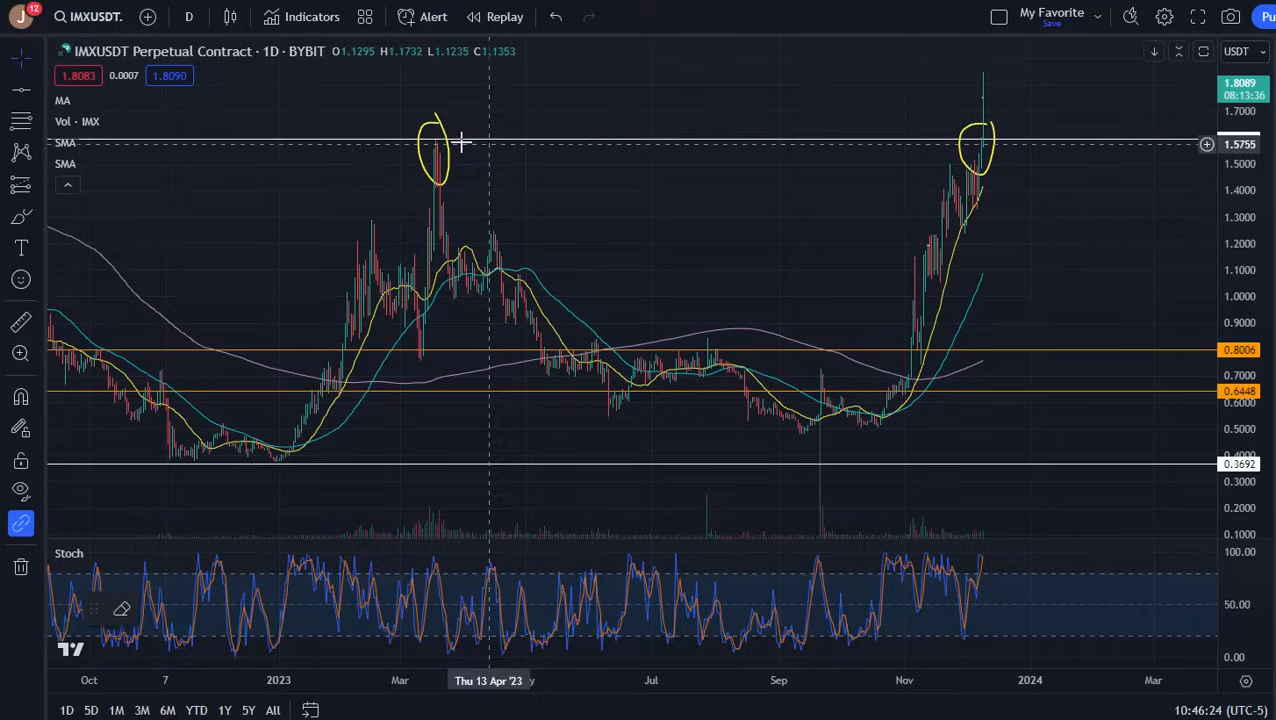 J 12 IMXUSDT. D Indicators Alert Replay My Favorite Save Pu
IMXUSDT Perpetual Contract · 1D · BYBIT O1.1295 H1.1732 L1.1235 C1.1353 USDT
1.8083 0.0007 1.8090
1.8089
08:13:36
MA
1.7000
Vol · IMX
SMA
1.5755
SMA
1.5000
1.4000
1.3000
1.2000
1.1000
1.0000
0.9000
0.8006
0.7000
0.6448
0.6000
0.5000
0.4000
0.3692
0.3000
0.2000
0.1000
Stoch
100.00
50.00
0.00
Oct 7 2023 Mar Thu 13 Apr '23 Jul Sep Nov 2024 Mar
1D 5D 1M 3M 6M YTD 1Y 5Y All 10:46:24 (UTC-5)